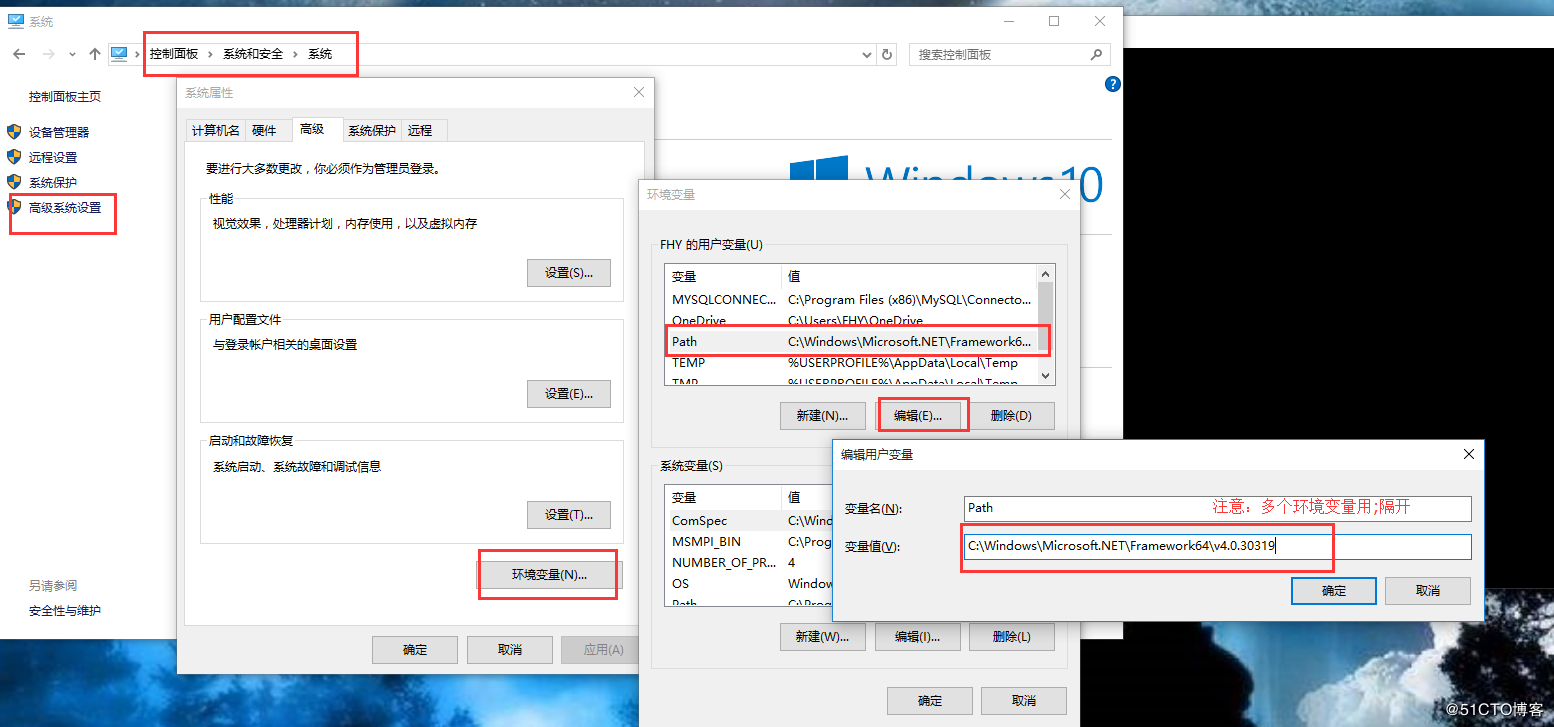 系统
控制面板 › 系统和安全 › 系统
搜索控制面板
控制面板主页
设备管理器
远程设置
系统保护
高级系统设置
另请参阅
安全性与维护
Windows 10
系统属性
计算机名 硬件 高级 系统保护 远程
要进行大多数更改，你必须作为管理员登录。
性能
视觉效果，处理器计划，内存使用，以及虚拟内存
设置(S)...
用户配置文件
与登录帐户相关的桌面设置
设置(E)...
启动和故障恢复
系统启动、系统故障和调试信息
设置(T)...
环境变量(N)...
确定 取消 应用(A)
环境变量
FHY 的用户变量(U)
变量 值
MYSQLCONNEC... C:\Program Files (x86)\MySQL\Connecto...
OneDrive C:\Users\FHY\OneDrive
Path C:\Windows\Microsoft.NET\Framework6...
TEMP %USERPROFILE%\AppData\Local\Temp
TMP %USERPROFILE%\AppData\Local\Temp
新建(N)... 编辑(E)... 删除(D)
系统变量(S)
变量 值
ComSpec C:\Wind
MSMPI_BIN C:\Prog
NUMBER_OF_PR... 4
OS Window
Path C:\Prog
新建(W)... 编辑(I)... 删除(L)
确定 取消
编辑用户变量
变量名(N): Path
注意：多个环境变量用;隔开
变量值(V): C:\Windows\Microsoft.NET\Framework64\v4.0.30319
确定 取消
@51CTO博客